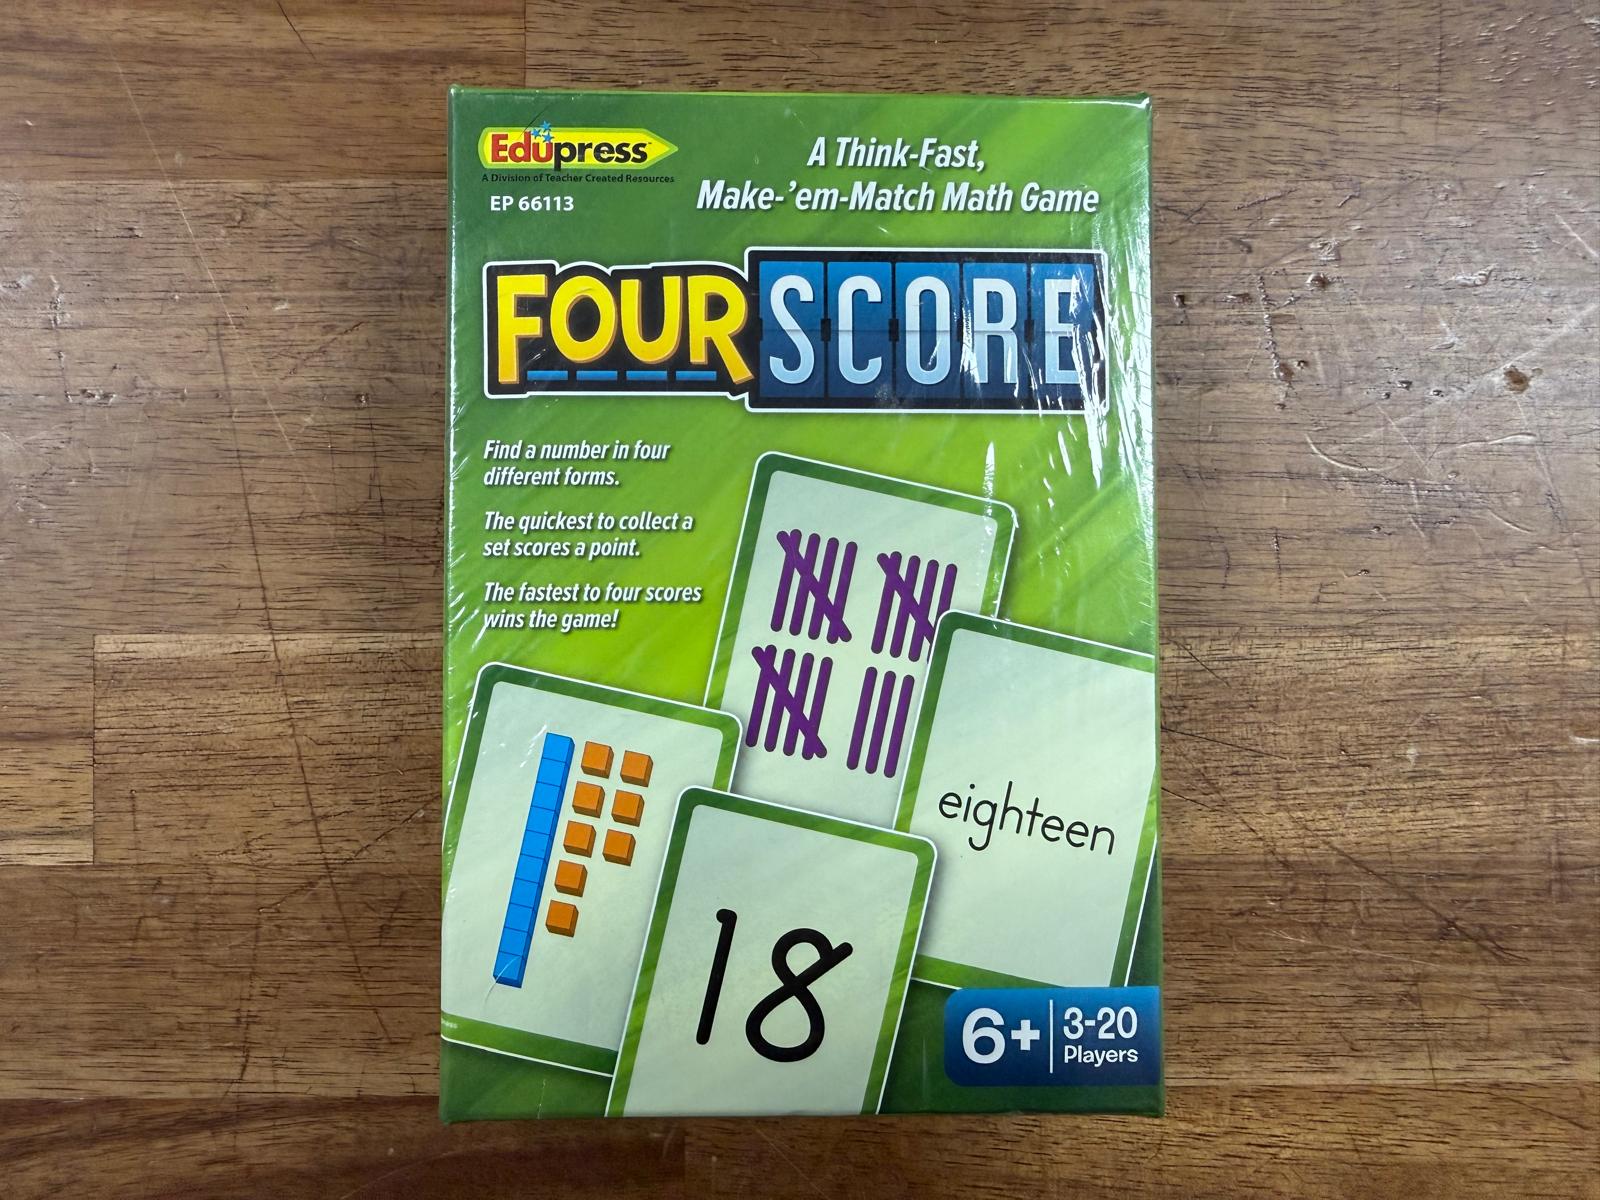 Edupress™
A Division of Teacher Created Resources
EP 66113
A Think-Fast,
Make-'em-Match Math Game
FOUR SCORE
Find a number in four
different forms.
The quickest to collect a
set scores a point.
The fastest to four scores
wins the game!
eighteen
18
6+
3-20
Players